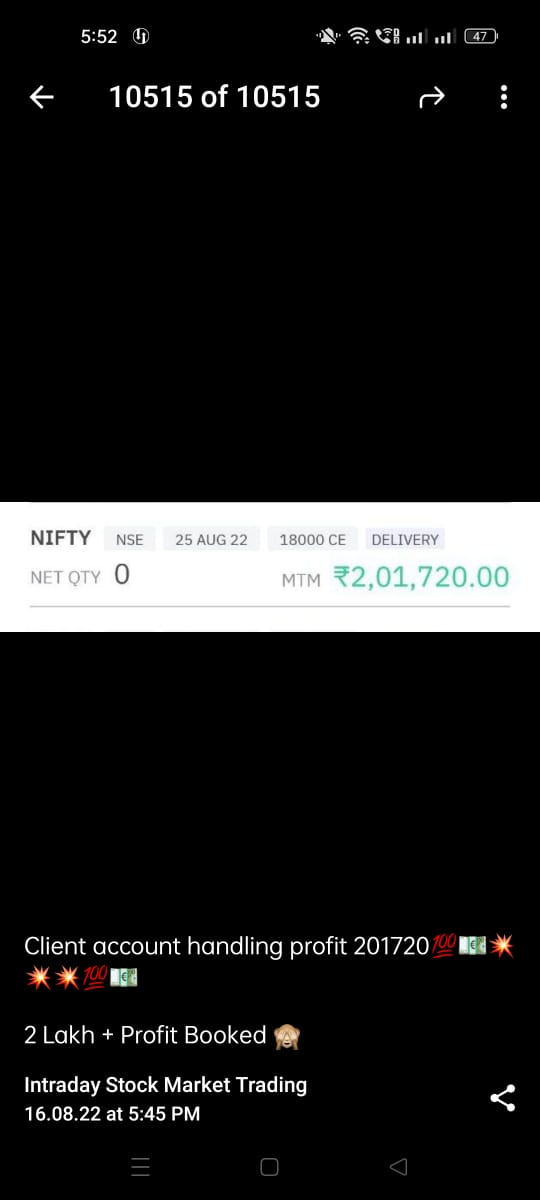 5:52
47
10515 of 10515
NIFTY NSE 25 AUG 22 18000 CE DELIVERY
NET QTY 0 MTM ₹2,01,720.00
Client account handling profit 201720💯💶💥
💥💥💯💶
2 Lakh + Profit Booked 🙈
Intraday Stock Market Trading
16.08.22 at 5:45 PM